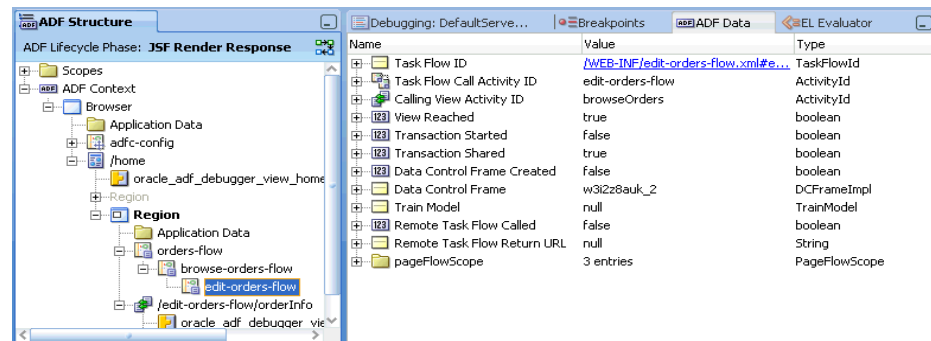 ADF Structure
ADF Lifecycle Phase: JSF Render Response
Scopes
ADF Context
Browser
Application Data
adfc-config
/home
oracle_adf_debugger_view_home
Region
Region
Application Data
orders-flow
browse-orders-flow
edit-orders-flow
/edit-orders-flow/orderInfo
oracle_adf_debugger_vie
Debugging: DefaultServe... Breakpoints ADF Data EL Evaluator
Name Value Type
Task Flow ID /WEB-INF/edit-orders-flow.xml#e... TaskFlowId
Task Flow Call Activity ID edit-orders-flow ActivityId
Calling View Activity ID browseOrders ActivityId
123 View Reached true boolean
123 Transaction Started false boolean
123 Transaction Shared true boolean
123 Data Control Frame Created false boolean
Data Control Frame w3i2z8auk_2 DCFrameImpl
Train Model null TrainModel
123 Remote Task Flow Called false boolean
Remote Task Flow Return URL null String
pageFlowScope 3 entries PageFlowScope